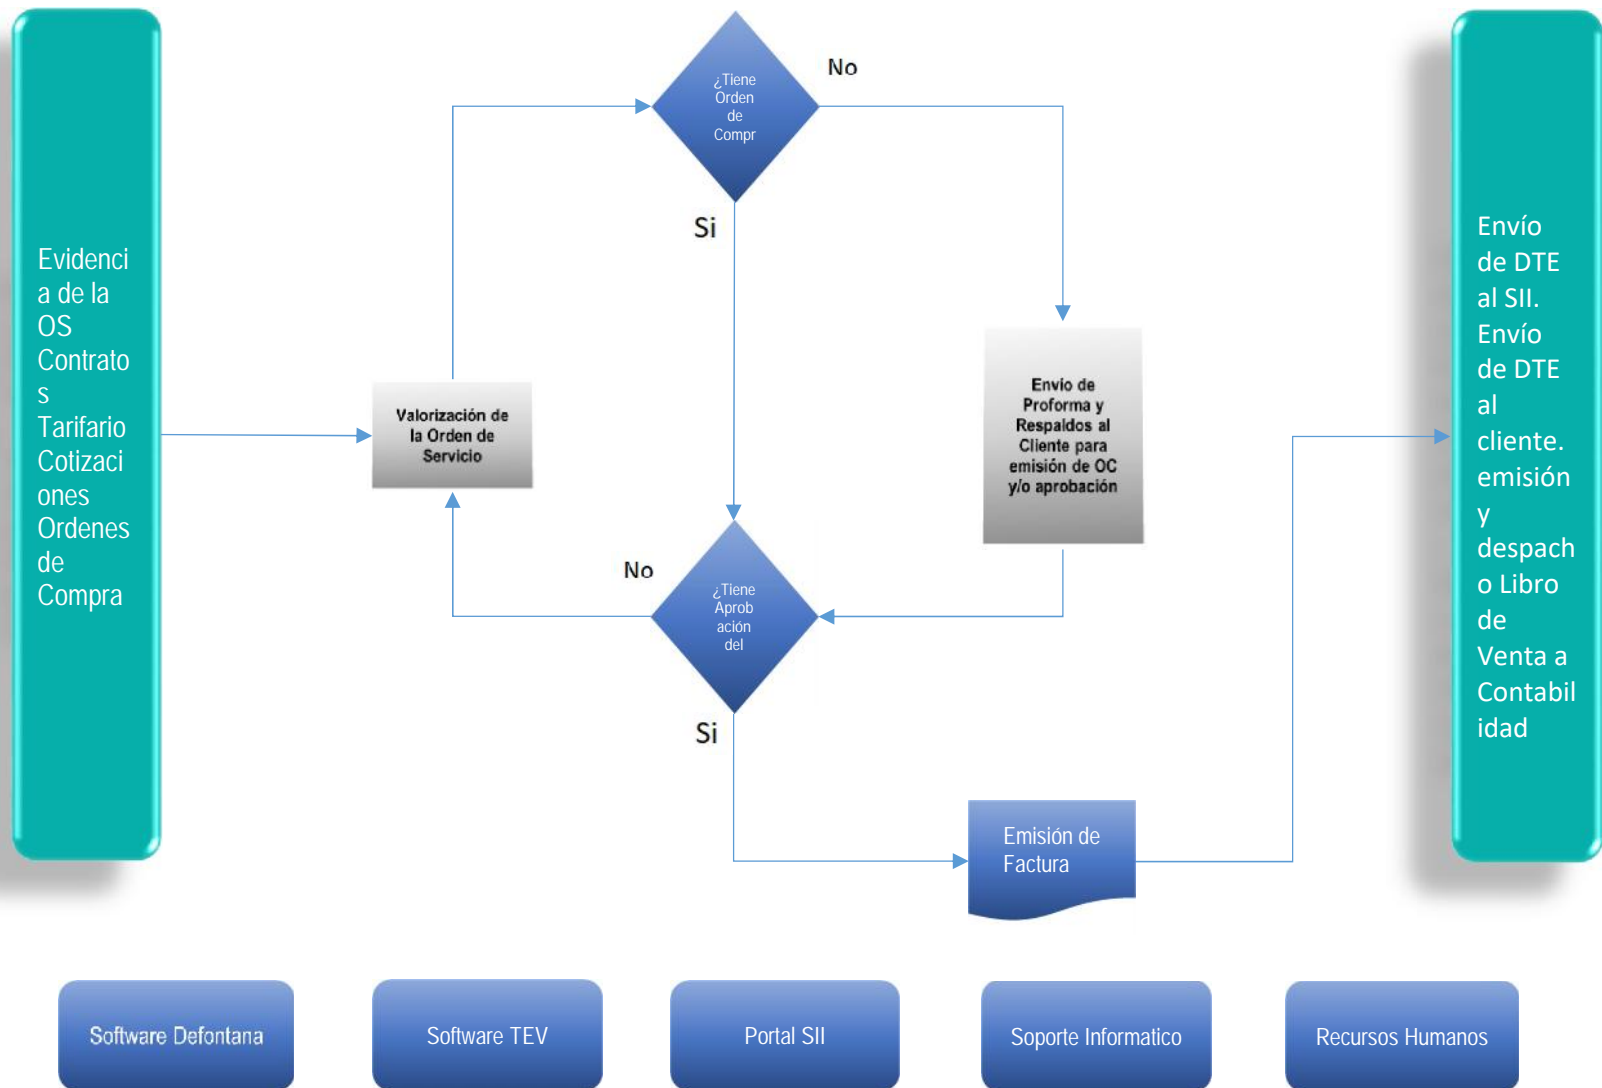 Evidenci
a de la
OS
Contrato
s
Tarifario
Cotizaci
ones
Ordenes
de
Compra
Valorización de
la Orden de
Servicio
¿Tiene
Orden
de
Compr
No
Si
Envío de
Proforma y
Respaldos al
Cliente para
emisión de OC
y/o aprobación
¿Tiene
Aprob
ación
del
No
Si
Emisión de
Factura
Envío
de DTE
al SII.
Envío
de DTE
al
cliente.
emisión
y
despach
o Libro
de
Venta a
Contabil
idad
Software Defontana
Software TEV
Portal SII
Soporte Informatico
Recursos Humanos